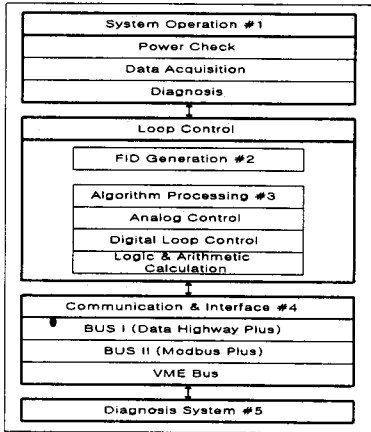 System Operation #1
Power Check
Data Acquisition
Diagnosis
Loop Control
FID Generation #2
Algorithm Processing #3
Analog Control
Digital Loop Control
Logic & Arithmetic
Calculation
Communication & Interface #4
BUS I (Data Highway Plus)
BUS II (Modbus Plus)
VME Bus
Diagnosis System #5